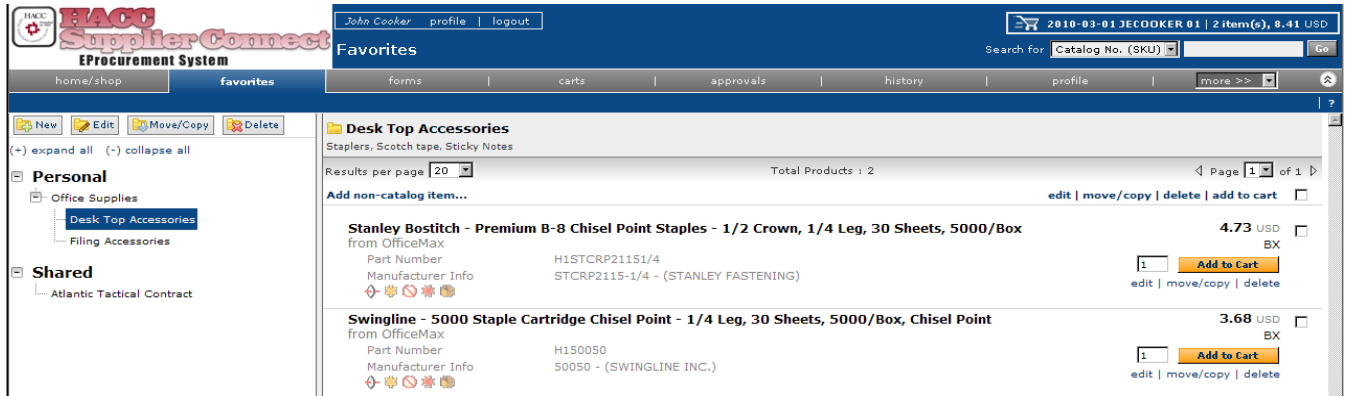 HACC
HACC
Supplier Connect
EProcurement System
John Cooker profile | logout
2010-03-01 JECOOKER 01 | 2 item(s), 8.41 USD
Favorites
Search for Catalog No. (SKU) Go
home/shop favorites forms | carts | approvals | history | profile | more >>
| ?
New Edit Move/Copy Delete
(+) expand all (-) collapse all
Personal
Office Supplies
Desk Top Accessories
Filing Accessories
Shared
Atlantic Tactical Contract
Desk Top Accessories
Staplers, Scotch tape, Sticky Notes
Results per page 20 Total Products : 2 Page 1 of 1
Add non-catalog item... edit | move/copy | delete | add to cart
Stanley Bostitch - Premium B-8 Chisel Point Staples - 1/2 Crown, 1/4 Leg, 30 Sheets, 5000/Box 4.73 USD
from OfficeMax BX
Part Number H1STCRP21151/4 1 Add to Cart
Manufacturer Info STCRP2115-1/4 - (STANLEY FASTENING)
edit | move/copy | delete
Swingline - 5000 Staple Cartridge Chisel Point - 1/4 Leg, 30 Sheets, 5000/Box, Chisel Point 3.68 USD
from OfficeMax BX
Part Number H150050 1 Add to Cart
Manufacturer Info 50050 - (SWINGLINE INC.)
edit | move/copy | delete